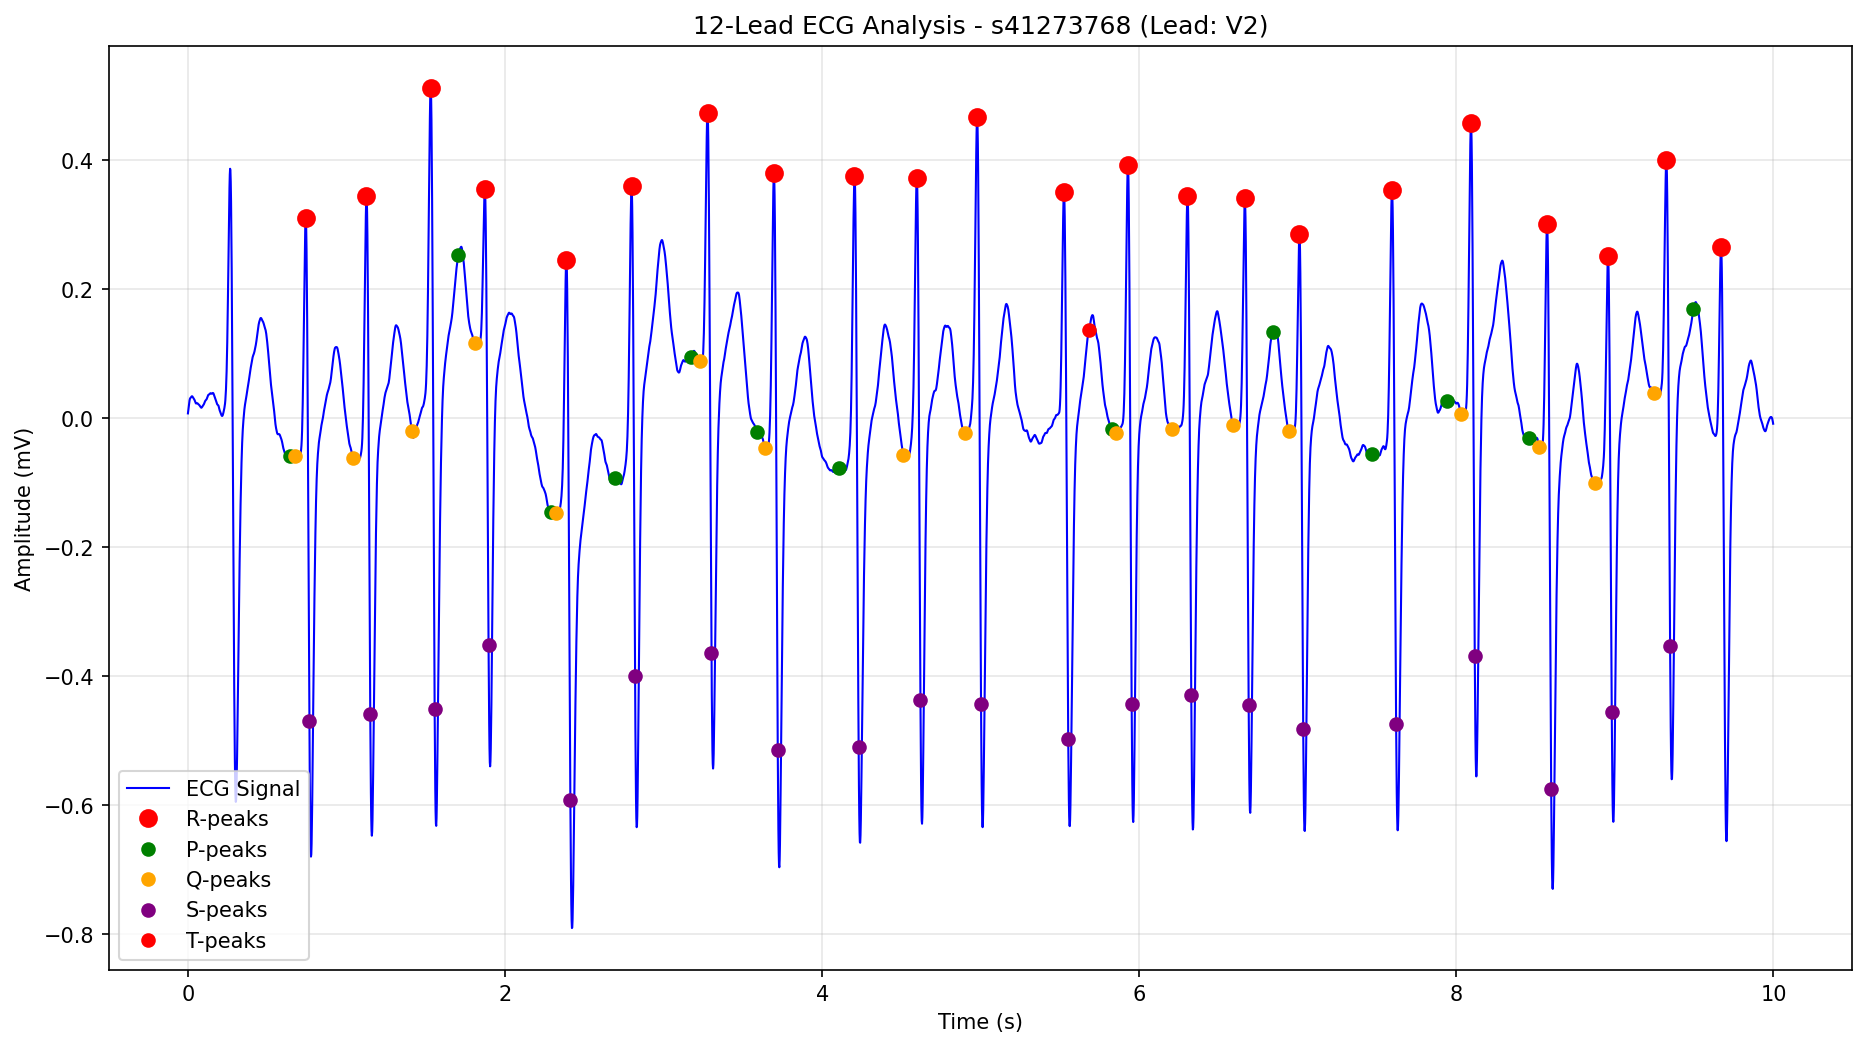 12-Lead ECG Analysis - s41273768 (Lead: V2)
Amplitude (mV)
0.4
0.2
0.0
−0.2
−0.4
−0.6
−0.8
ECG Signal
R-peaks
P-peaks
Q-peaks
S-peaks
T-peaks
0 2 4 6 8 10
Time (s)